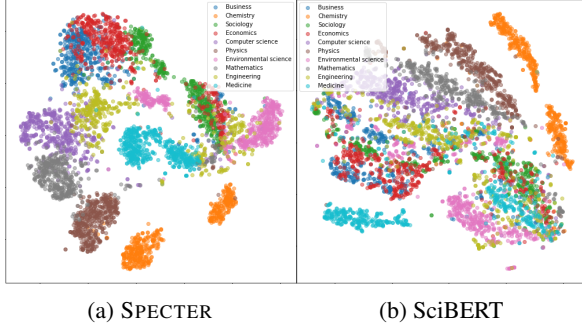 Business
Chemistry
Sociology
Economics
Computer science
Physics
Environmental science
Mathematics
Engineering
Medicine
Business
Chemistry
Sociology
Economics
Computer science
Physics
Environmental science
Mathematics
Engineering
Medicine
(a) SPECTER
(b) SciBERT